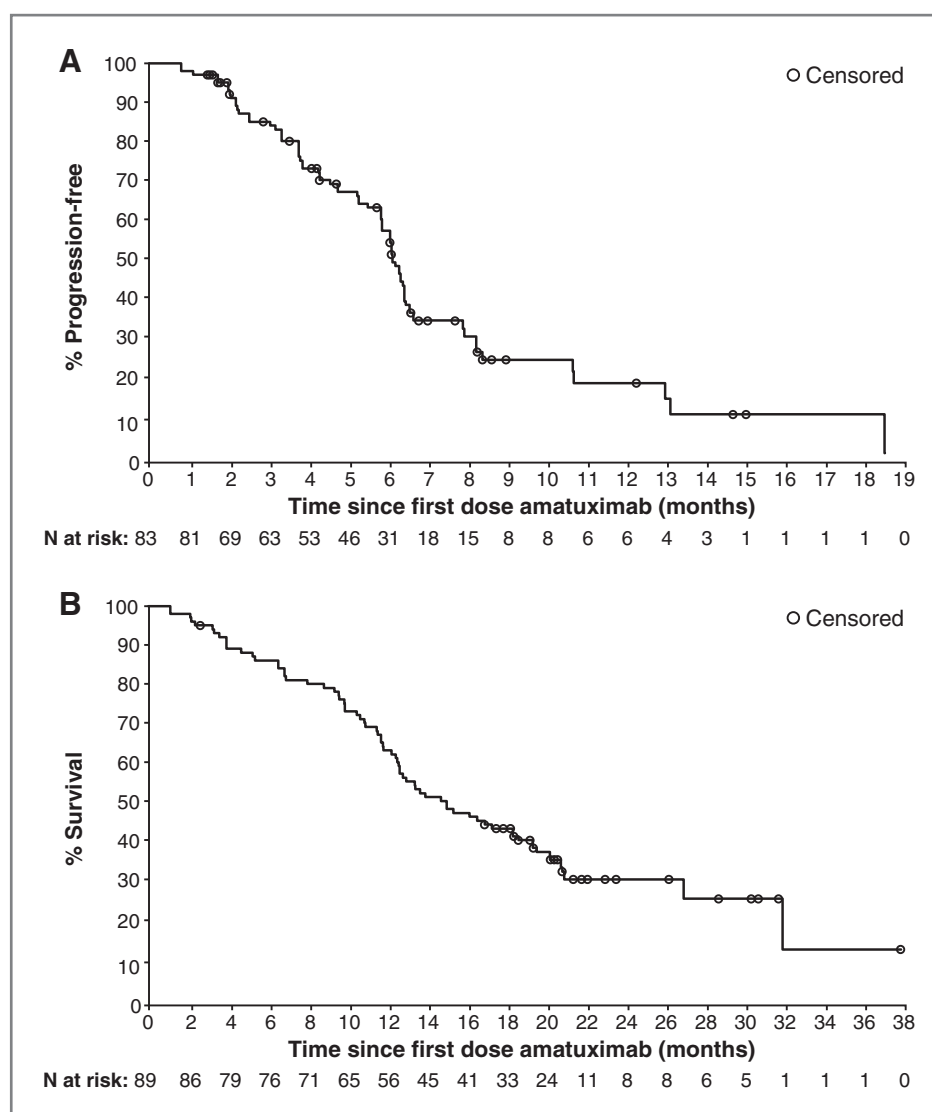 A
Censored
100
90
80
70
60
50
40
30
20
10
0
% Progression-free
0 1 2 3 4 5 6 7 8 9 10 11 12 13 14 15 16 17 18 19
Time since first dose amatuximab (months)
N at risk: 83 81 69 63 53 46 31 18 15 8 8 6 6 4 3 1 1 1 1 0
B
Censored
100
90
80
70
60
50
40
30
20
10
0
% Survival
0 2 4 6 8 10 12 14 16 18 20 22 24 26 28 30 32 34 36 38
Time since first dose amatuximab (months)
N at risk: 89 86 79 76 71 65 56 45 41 33 24 11 8 8 6 5 1 1 1 0